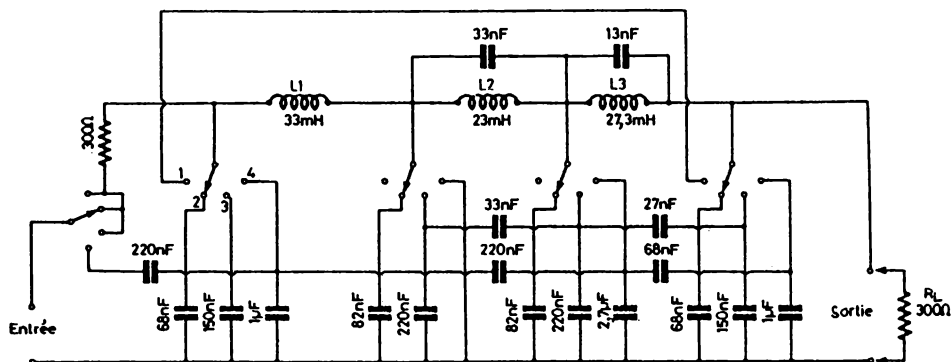 33nF
13nF
L1
L2
L3
33mH
23mH
27,3mH
300Ω
1
4
2
3
33nF
27nF
220nF
220nF
68nF
68nF
150nF
1µF
82nF
220nF
82nF
220nF
2,7µF
68nF
150nF
1µF
Entrée
Sortie
RL
300Ω